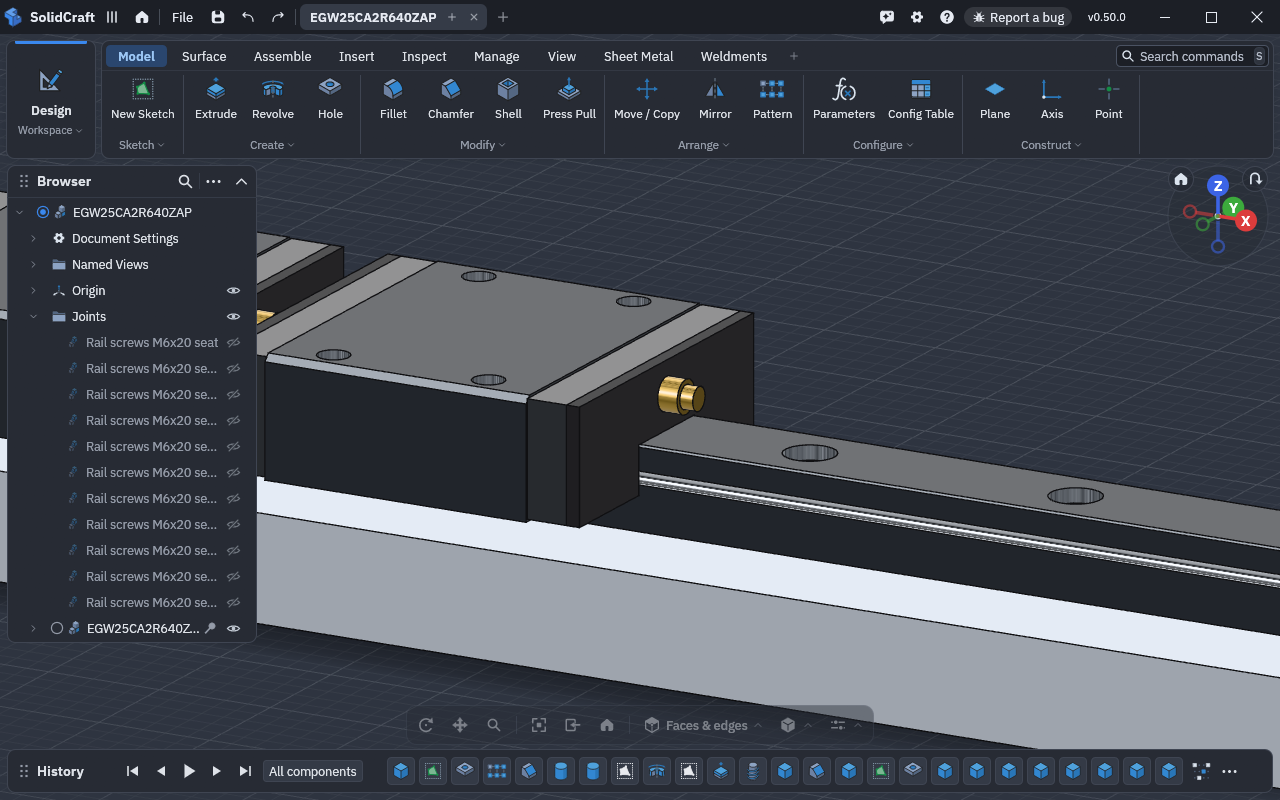 SolidCraft
File
EGW25CA2R640ZAP
Report a bug
v0.50.0
Design
Workspace
Model
Surface
Assemble
Insert
Inspect
Manage
View
Sheet Metal
Weldments
Search commands
S
New Sketch
Extrude
Revolve
Hole
Fillet
Chamfer
Shell
Press Pull
Move / Copy
Mirror
Pattern
Parameters
Config Table
Plane
Axis
Point
Sketch
Create
Modify
Arrange
Configure
Construct
Browser
EGW25CA2R640ZAP
Document Settings
Named Views
Origin
Joints
Rail screws M6x20 seat
Rail screws M6x20 se...
Rail screws M6x20 se...
Rail screws M6x20 se...
Rail screws M6x20 se...
Rail screws M6x20 se...
Rail screws M6x20 se...
Rail screws M6x20 se...
Rail screws M6x20 se...
Rail screws M6x20 se...
Rail screws M6x20 se...
EGW25CA2R640Z...
Z
Y
X
Faces & edges
History
All components